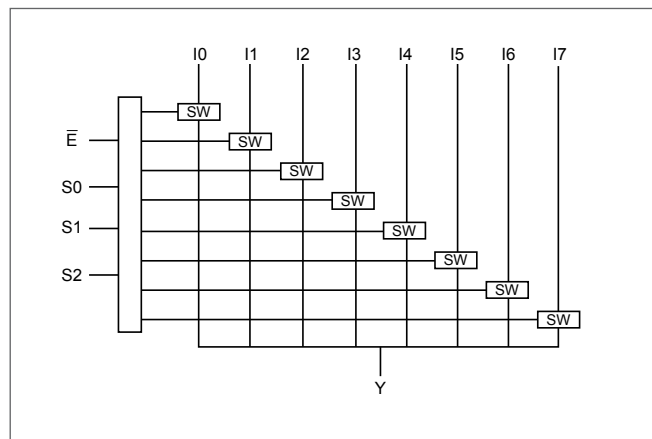 I0 I1 I2 I3 I4 I5 I6 I7
SW
E̅ SW
SW
S0 SW
S1 SW
SW
S2 SW
SW
Y